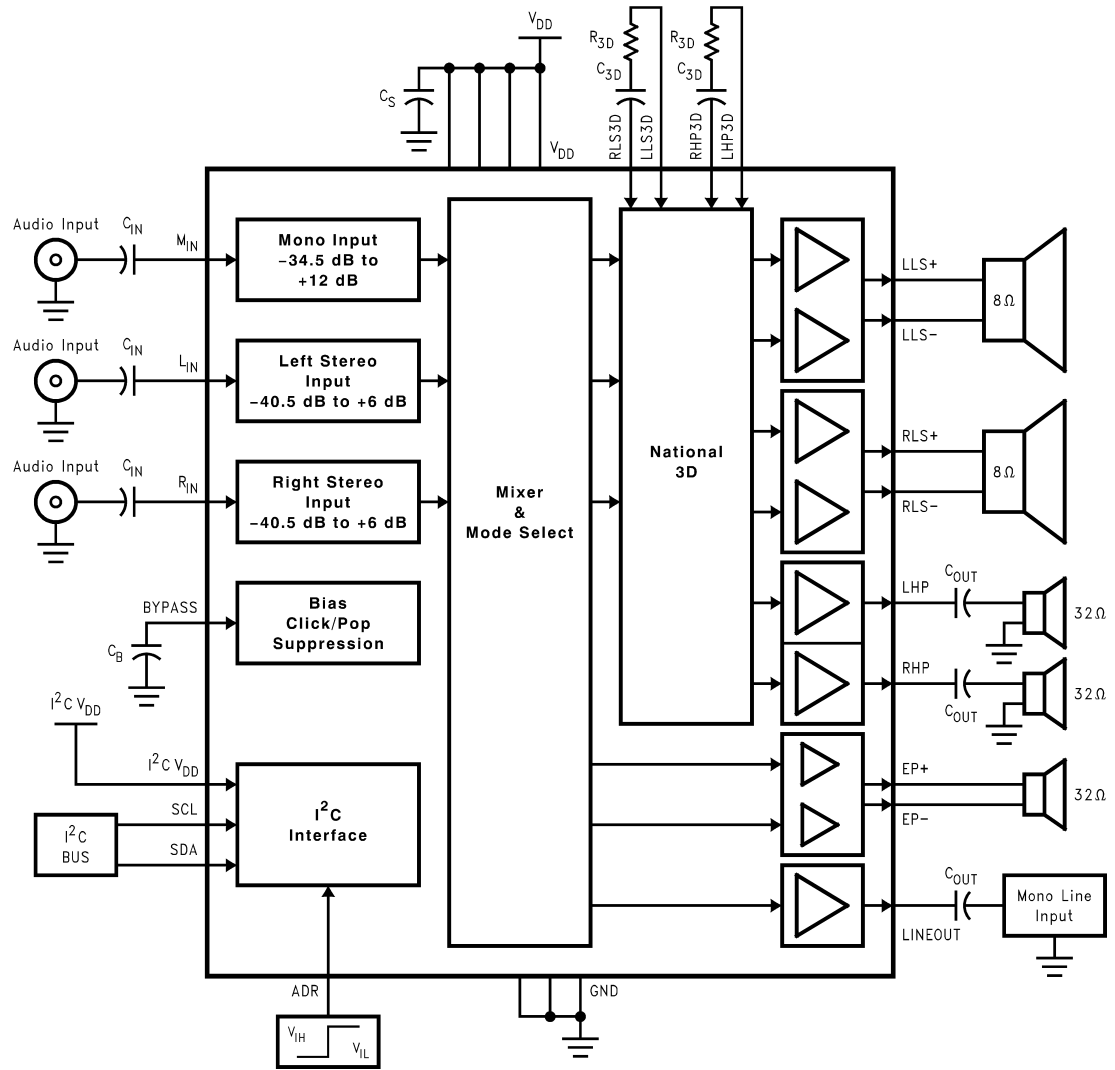 V_DD
C_S
V_DD
R_3D
C_3D
RLS3D
LLS3D
R_3D
C_3D
RHP3D
LHP3D
Audio Input
C_IN
M_IN
Mono Input
−34.5 dB to
+12 dB
Audio Input
C_IN
L_IN
Left Stereo
Input
−40.5 dB to +6 dB
Audio Input
C_IN
R_IN
Right Stereo
Input
−40.5 dB to +6 dB
BYPASS
C_B
Bias
Click/Pop
Suppression
I²C V_DD
I²C V_DD
SCL
SDA
I²C
BUS
I²C
Interface
ADR
V_IH
V_IL
Mixer
&
Mode Select
National
3D
LLS+
LLS−
8Ω
RLS+
RLS−
8Ω
LHP
C_OUT
32Ω
RHP
C_OUT
32Ω
EP+
EP−
32Ω
C_OUT
LINEOUT
Mono Line
Input
GND